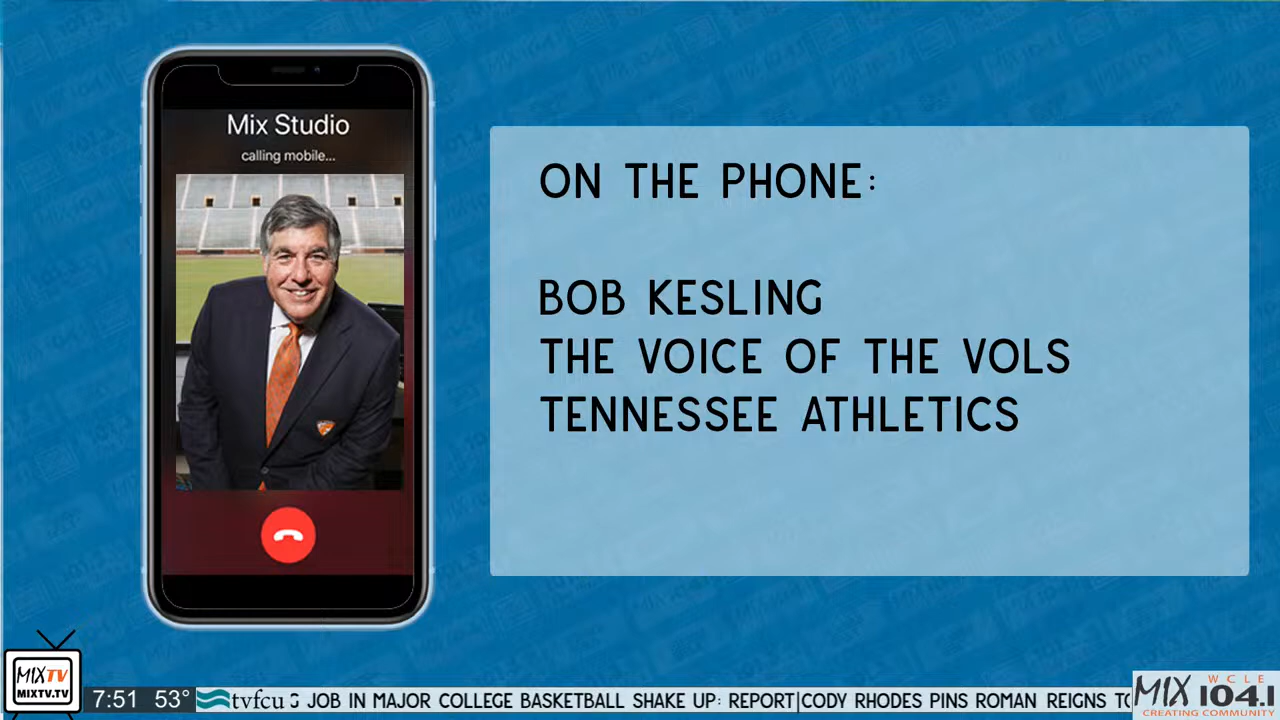 Mix Studio
calling mobile...
ON THE PHONE:
BOB KESLING
THE VOICE OF THE VOLS
TENNESSEE ATHLETICS
MIXTV
MIXTV.TV
7:51 53°
tvfcu
JOB IN MAJOR COLLEGE BASKETBALL SHAKE UP: REPORT|CODY RHODES PINS ROMAN REIGNS
WCLE
MIX 104.1
CREATING COMMUNITY